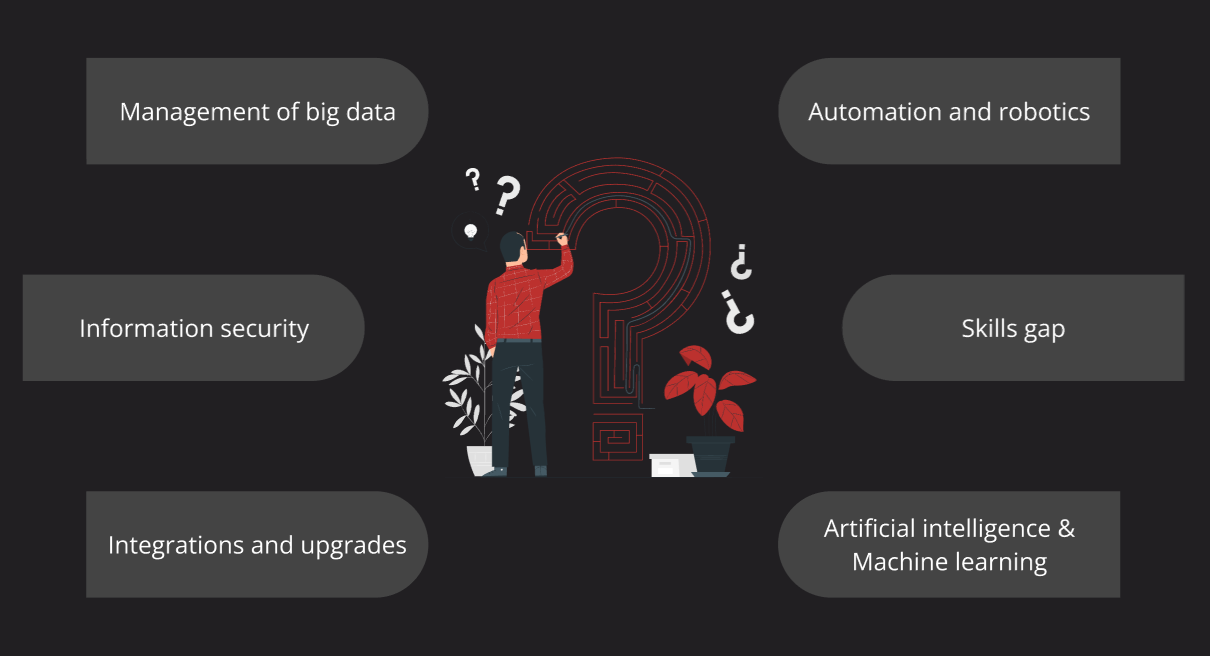 Management of big data
Automation and robotics
Information security
Skills gap
Integrations and upgrades
Artificial intelligence &
Machine learning